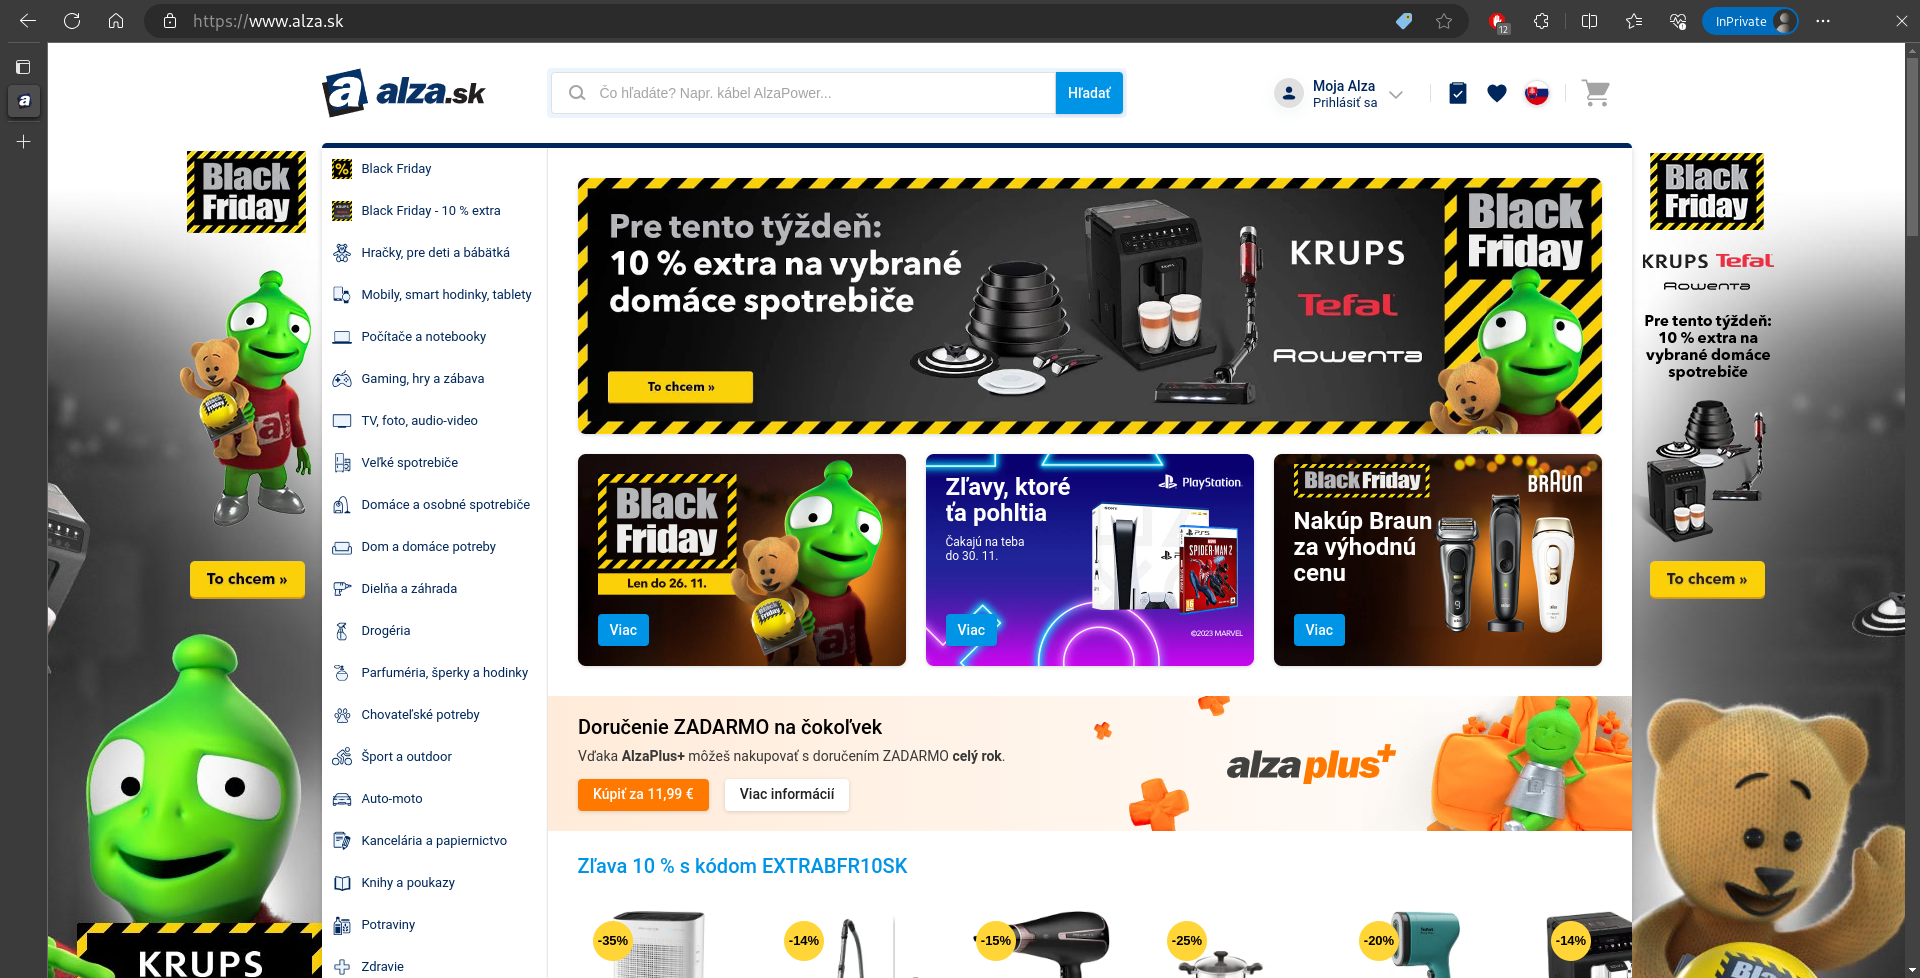 https://www.alza.sk
12
InPrivate
alza.sk
Čo hľadáte? Napr. kábel AlzaPower...
Hľadať
Moja Alza
Prihlásiť sa
Black Friday
Black Friday - 10 % extra
Hračky, pre deti a bábätká
Mobily, smart hodinky, tablety
Počítače a notebooky
Gaming, hry a zábava
TV, foto, audio-video
Veľké spotrebiče
Domáce a osobné spotrebiče
Dom a domáce potreby
Dielňa a záhrada
Drogéria
Parfuméria, šperky a hodinky
Chovateľské potreby
Šport a outdoor
Auto-moto
Kancelária a papiernictvo
Knihy a poukazy
Potraviny
Zdravie
Black
Friday
To chcem »
KRUPS
Pre tento týždeň:
10 % extra na vybrané
domáce spotrebiče
To chcem »
KRUPS
Tefal
Rowenta
Black
Friday
Black
Friday
Len do 26. 11.
Viac
Zľavy, ktoré
ťa pohltia
Čakajú na teba
do 30. 11.
Viac
PlayStation
PS5
SPIDER-MAN 2
©2023 MARVEL
Black Friday
BRAUN
Nakúp Braun
za výhodnú
cenu
Viac
Doručenie ZADARMO na čokoľvek
Vďaka AlzaPlus+ môžeš nakupovať s doručením ZADARMO celý rok.
Kúpiť za 11,99 €
Viac informácií
alzaplus+
Zľava 10 % s kódom EXTRABFR10SK
-35%
-14%
-15%
-25%
-20%
-14%
Black
Friday
KRUPS Tefal
Rowenta
Pre tento týždeň:
10 % extra na
vybrané domáce
spotrebiče
To chcem »
Black